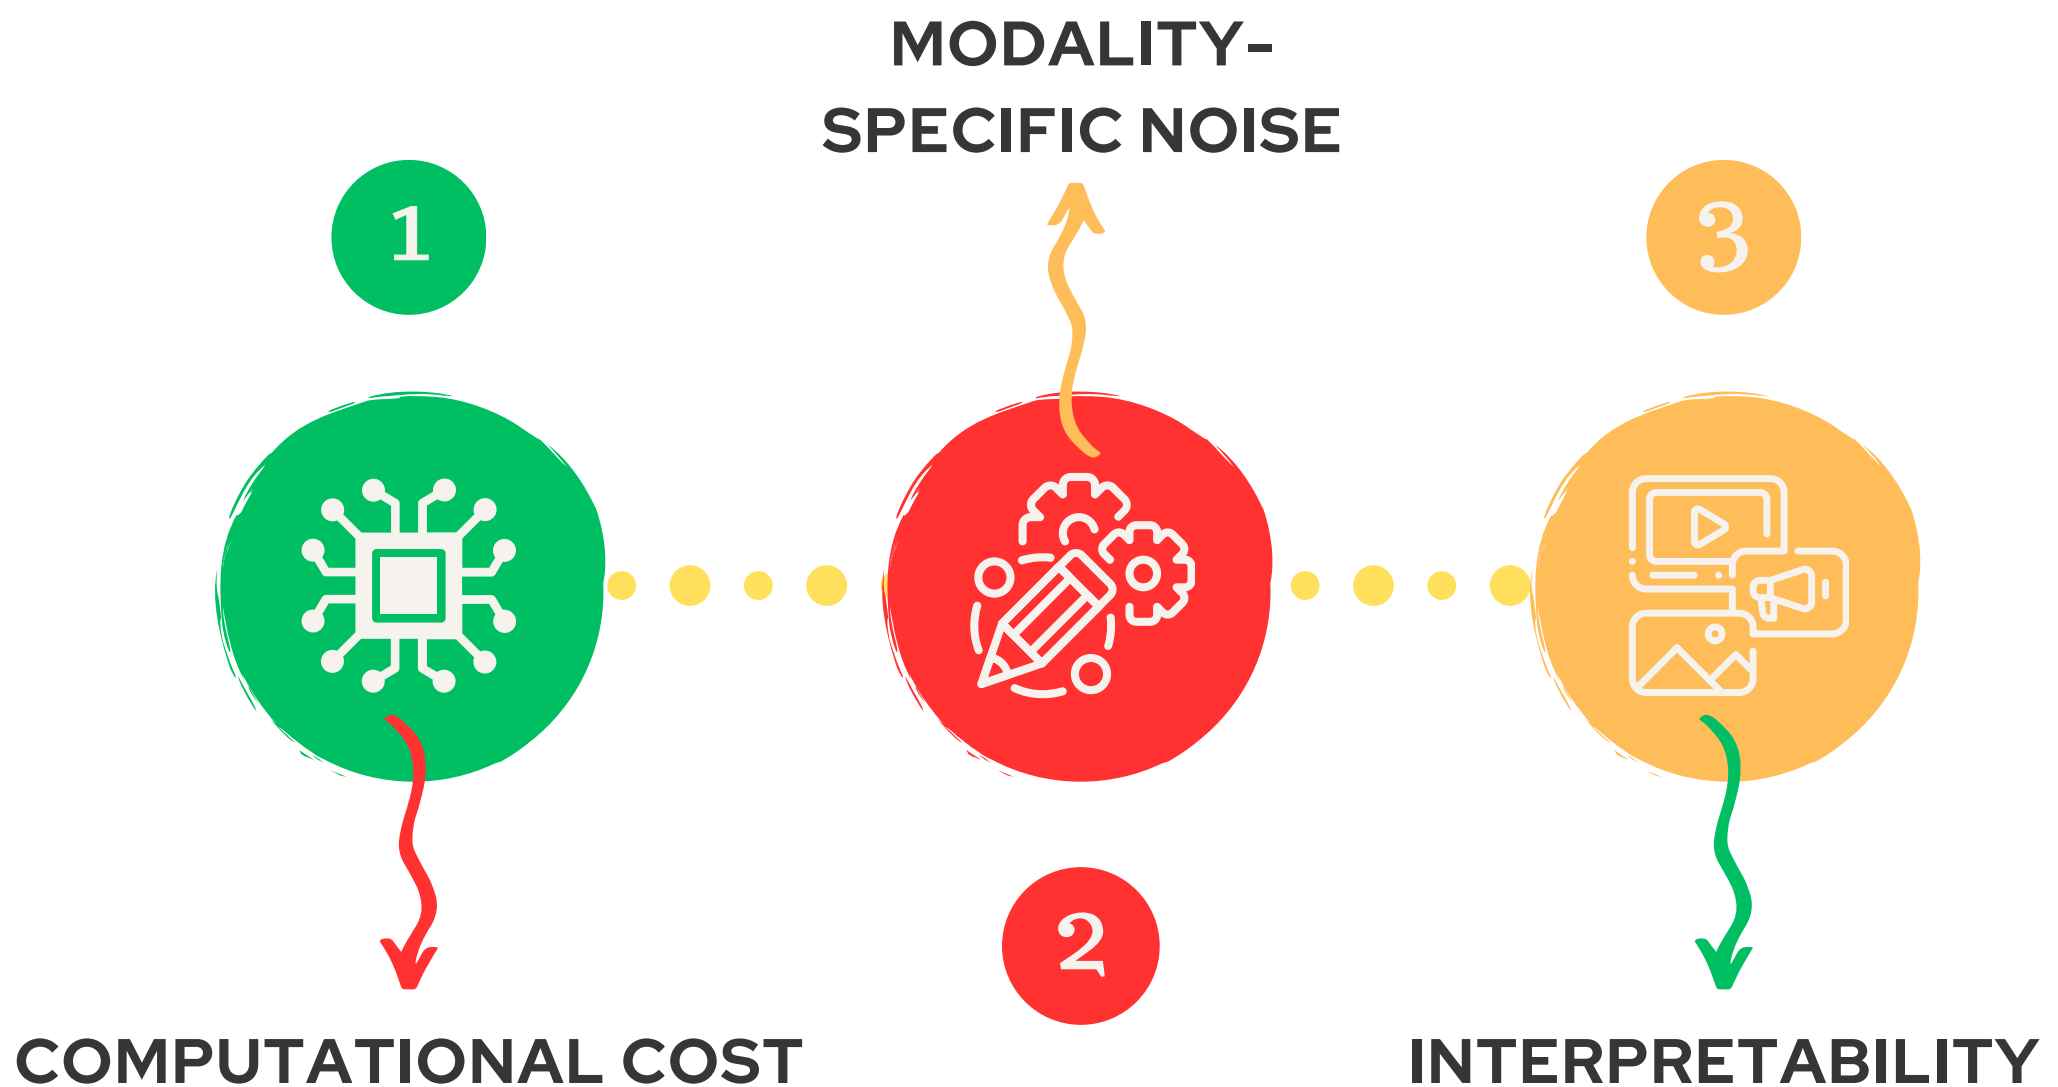 MODALITY-
SPECIFIC NOISE
1
3
2
COMPUTATIONAL COST
INTERPRETABILITY